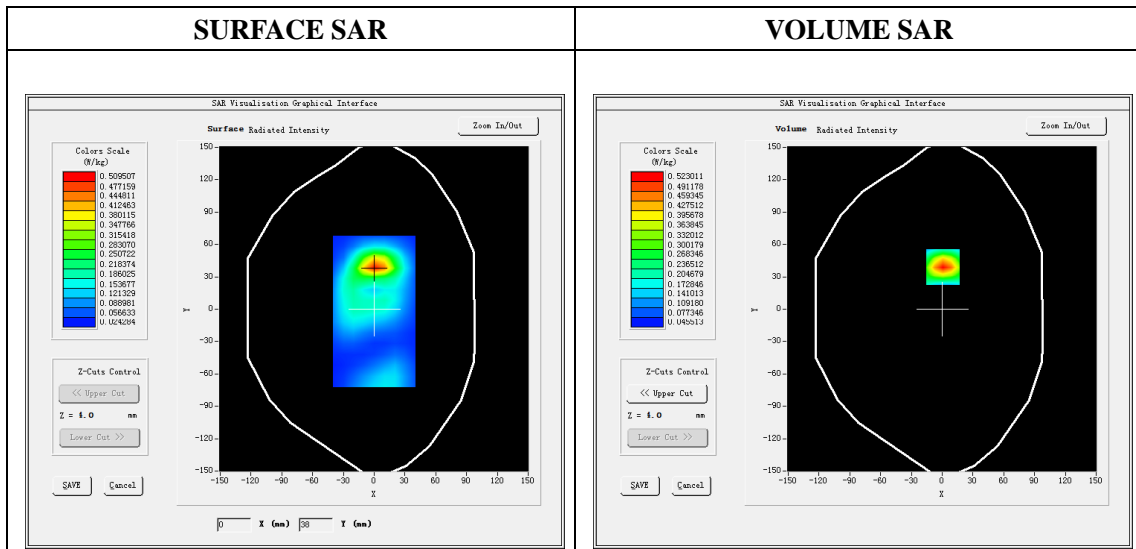 SURFACE SAR
VOLUME SAR
SAR Visualisation Graphical Interface
Surface Radiated Intensity
Zoom In/Out
Colors Scale
(W/kg)
0.509507
0.477159
0.444811
0.412463
0.380115
0.347766
0.315418
0.283070
0.250722
0.218374
0.186025
0.153677
0.121329
0.088981
0.056633
0.024284
150
120
90
60
30
0
-30
-60
-90
-120
-150
Y
-150 -120 -90 -60 -30 0 30 60 90 120 150
X
Z-Cuts Control
<< Upper Cut
Z = 4.0 mm
Lower Cut >>
SAVE Cancel
0 X (mm) 38 Y (mm)
SAR Visualisation Graphical Interface
Volume Radiated Intensity
Zoom In/Out
Colors Scale
(W/kg)
0.523011
0.491178
0.459345
0.427512
0.395678
0.363845
0.332012
0.300179
0.268346
0.236512
0.204679
0.172846
0.141013
0.109180
0.077346
0.045513
150
120
90
60
30
0
-30
-60
-90
-120
-150
Y
-150 -120 -90 -60 -30 0 30 60 90 120 150
X
Z-Cuts Control
<< Upper Cut
Z = 4.0 mm
Lower Cut >>
SAVE Cancel